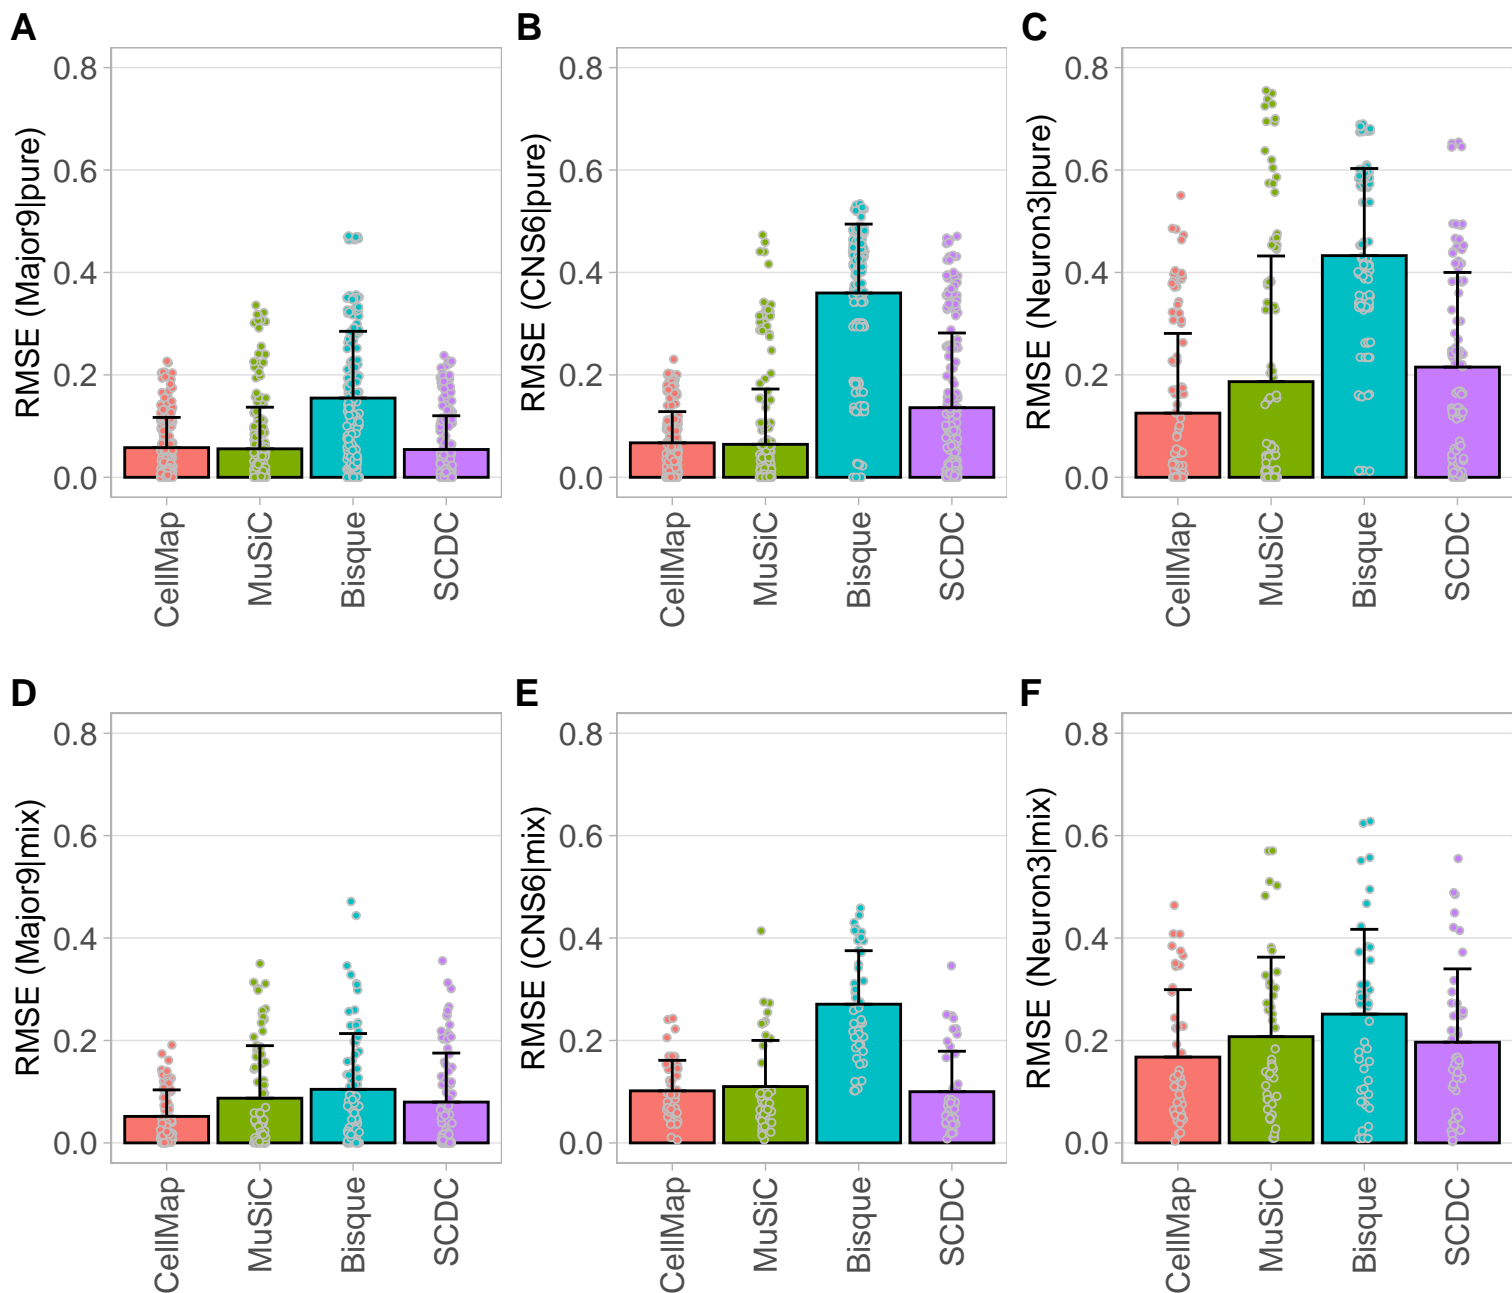 A
RMSE (Major9|pure)
0.8
0.6
0.4
0.2
0.0
CellMap
MuSiC
Bisque
SCDC
B
RMSE (CNS6|pure)
0.8
0.6
0.4
0.2
0.0
CellMap
MuSiC
Bisque
SCDC
C
RMSE (Neuron3|pure)
0.8
0.6
0.4
0.2
0.0
CellMap
MuSiC
Bisque
SCDC
D
RMSE (Major9|mix)
0.8
0.6
0.4
0.2
0.0
CellMap
MuSiC
Bisque
SCDC
E
RMSE (CNS6|mix)
0.8
0.6
0.4
0.2
0.0
CellMap
MuSiC
Bisque
SCDC
F
RMSE (Neuron3|mix)
0.8
0.6
0.4
0.2
0.0
CellMap
MuSiC
Bisque
SCDC